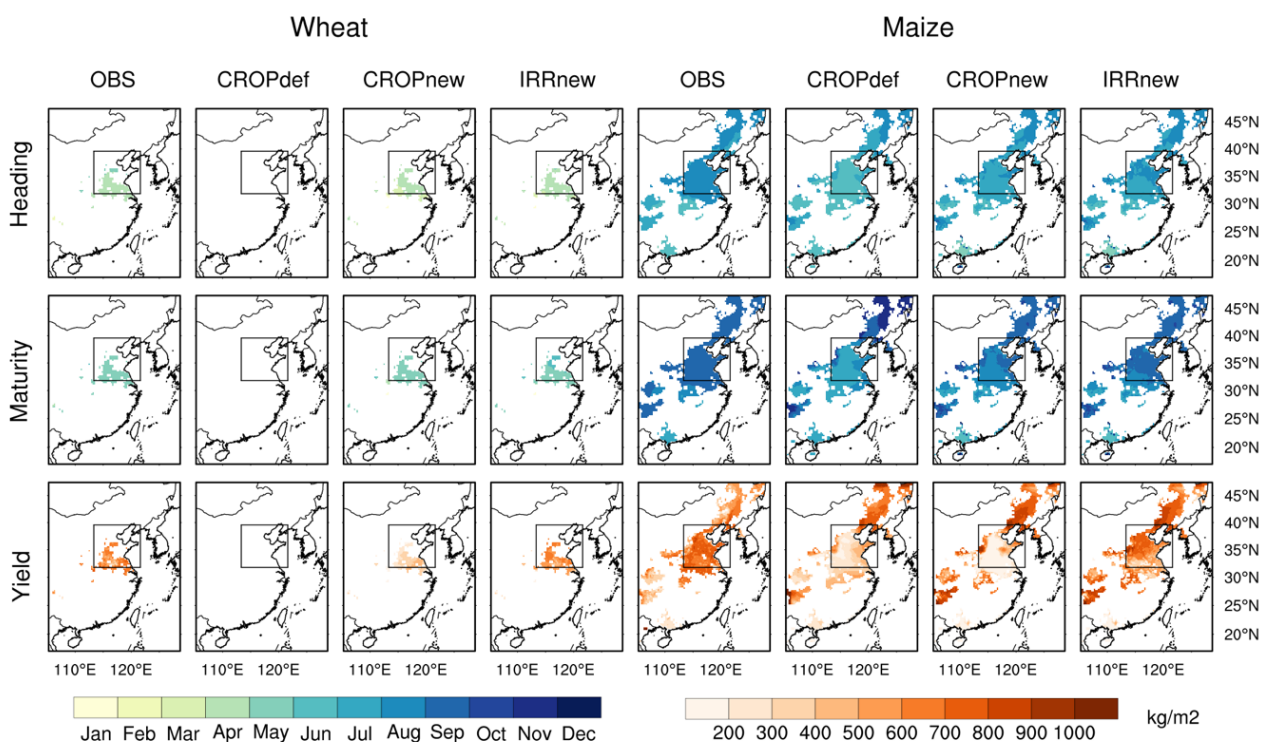 Wheat Maize
OBS CROPdef CROPnew IRRnew OBS CROPdef CROPnew IRRnew
Heading
45°N
40°N
35°N
30°N
25°N
20°N
Maturity
45°N
40°N
35°N
30°N
25°N
20°N
Yield
45°N
40°N
35°N
30°N
25°N
20°N
110°E 120°E 110°E 120°E 110°E 120°E 110°E 120°E 110°E 120°E 110°E 120°E 110°E 120°E 110°E 120°E
Jan Feb Mar Apr May Jun Jul Aug Sep Oct Nov Dec
200 300 400 500 600 700 800 900 1000 kg/m2